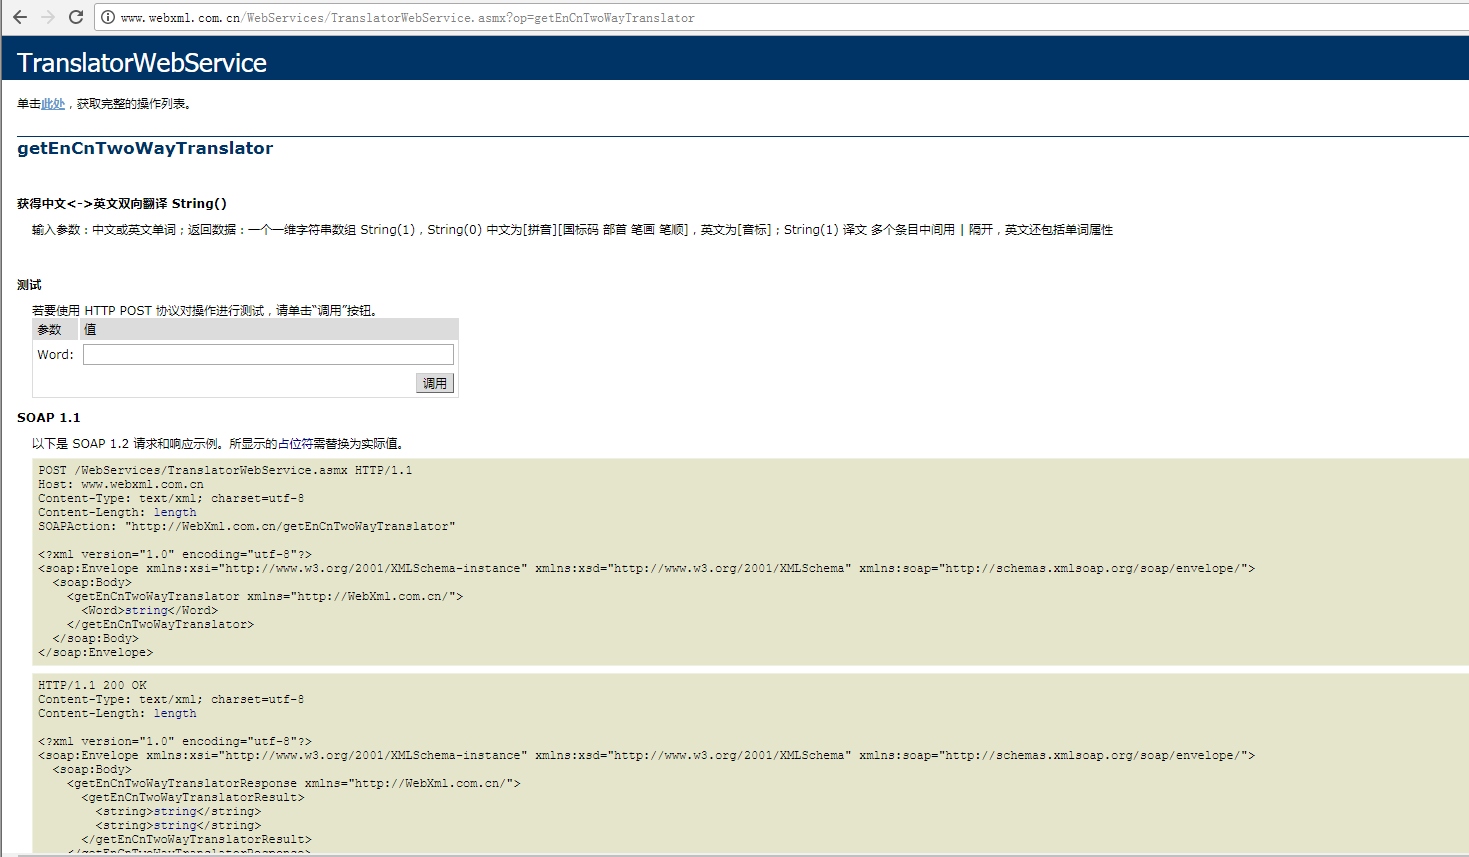 www.webxml.com.cn/WebServices/TranslatorWebService.asmx?op=getEnCnTwoWayTranslator
TranslatorWebService
单击此处，获取完整的操作列表。
getEnCnTwoWayTranslator
获得中文<->英文双向翻译 String()
输入参数：中文或英文单词；返回数据：一个一维字符串数组 String(1)，String(0) 中文为[拼音][国标码 部首 笔画 笔顺]，英文为[音标]；String(1) 译文 多个条目中间用 | 隔开，英文还包括单词属性
测试
若要使用 HTTP POST 协议对操作进行测试，请单击“调用”按钮。
参数 值
Word:
调用
SOAP 1.1
以下是 SOAP 1.2 请求和响应示例。所显示的占位符需替换为实际值。
POST /WebServices/TranslatorWebService.asmx HTTP/1.1
Host: www.webxml.com.cn
Content-Type: text/xml; charset=utf-8
Content-Length: length
SOAPAction: "http://WebXml.com.cn/getEnCnTwoWayTranslator"
<?xml version="1.0" encoding="utf-8"?>
<soap:Envelope xmlns:xsi="http://www.w3.org/2001/XMLSchema-instance" xmlns:xsd="http://www.w3.org/2001/XMLSchema" xmlns:soap="http://schemas.xmlsoap.org/soap/envelope/">
<soap:Body>
<getEnCnTwoWayTranslator xmlns="http://WebXml.com.cn/">
<Word>string</Word>
</getEnCnTwoWayTranslator>
</soap:Body>
</soap:Envelope>
HTTP/1.1 200 OK
Content-Type: text/xml; charset=utf-8
Content-Length: length
<?xml version="1.0" encoding="utf-8"?>
<soap:Envelope xmlns:xsi="http://www.w3.org/2001/XMLSchema-instance" xmlns:xsd="http://www.w3.org/2001/XMLSchema" xmlns:soap="http://schemas.xmlsoap.org/soap/envelope/">
<soap:Body>
<getEnCnTwoWayTranslatorResponse xmlns="http://WebXml.com.cn/">
<getEnCnTwoWayTranslatorResult>
<string>string</string>
<string>string</string>
</getEnCnTwoWayTranslatorResult>
</getEnCnTwoWayTranslatorResponse>